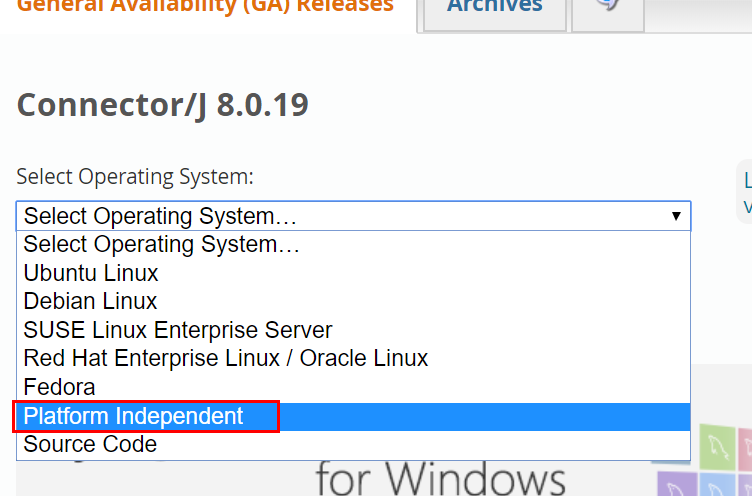 General Availability (GA) Releases
Archives
Connector/J 8.0.19
Select Operating System:
Select Operating System…
Select Operating System…
Ubuntu Linux
Debian Linux
SUSE Linux Enterprise Server
Red Hat Enterprise Linux / Oracle Linux
Fedora
Platform Independent
Source Code
for Windows